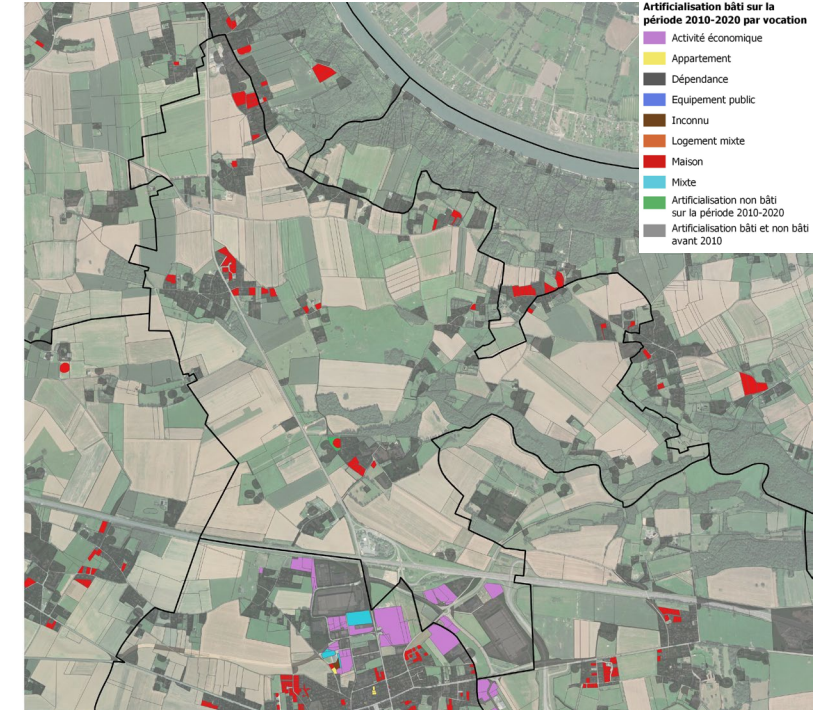 Artificialisation bâti sur la
période 2010-2020 par vocation
Activité économique
Appartement
Dépendance
Equipement public
Inconnu
Logement mixte
Maison
Mixte
Artificialisation non bâti
sur la période 2010-2020
Artificialisation bâti et non bâti
avant 2010